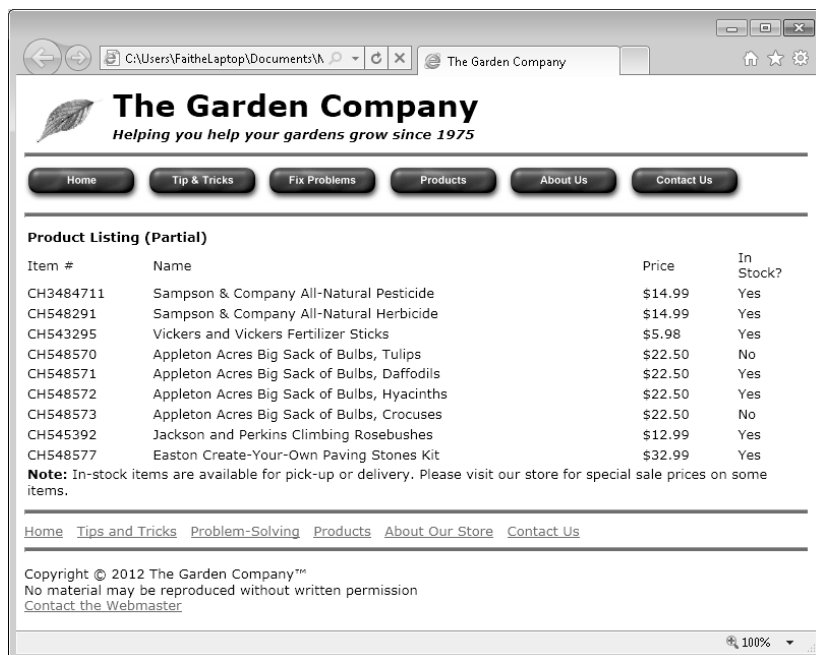 C:\Users\FaitheLaptop\Documents\M
The Garden Company
The Garden Company
Helping you help your gardens grow since 1975
Home Tip & Tricks Fix Problems Products About Us Contact Us
Product Listing (Partial)
Item # Name Price In Stock?
CH3484711 Sampson & Company All-Natural Pesticide $14.99 Yes
CH548291 Sampson & Company All-Natural Herbicide $14.99 Yes
CH543295 Vickers and Vickers Fertilizer Sticks $5.98 Yes
CH548570 Appleton Acres Big Sack of Bulbs, Tulips $22.50 No
CH548571 Appleton Acres Big Sack of Bulbs, Daffodils $22.50 Yes
CH548572 Appleton Acres Big Sack of Bulbs, Hyacinths $22.50 Yes
CH548573 Appleton Acres Big Sack of Bulbs, Crocuses $22.50 No
CH545392 Jackson and Perkins Climbing Rosebushes $12.99 Yes
CH548577 Easton Create-Your-Own Paving Stones Kit $32.99 Yes
Note: In-stock items are available for pick-up or delivery. Please visit our store for special sale prices on some
items.
Home Tips and Tricks Problem-Solving Products About Our Store Contact Us
Copyright © 2012 The Garden Company™
No material may be reproduced without written permission
Contact the Webmaster
100%